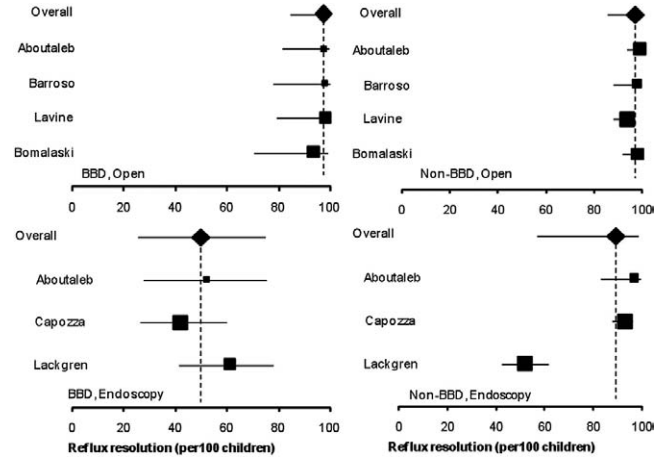 Overall
Aboutaleb
Barroso
Lavine
Bomalaski
BBD, Open
0 20 40 60 80 100
Overall
Aboutaleb
Barroso
Lavine
Bomalaski
Non-BBD, Open
0 20 40 60 80 100
Overall
Aboutaleb
Capozza
Lackgren
BBD, Endoscopy
0 20 40 60 80 100
Reflux resolution (per100 children)
Overall
Aboutaleb
Capozza
Lackgren
Non-BBD, Endoscopy
0 20 40 60 80 100
Reflux resolution (per100 children)